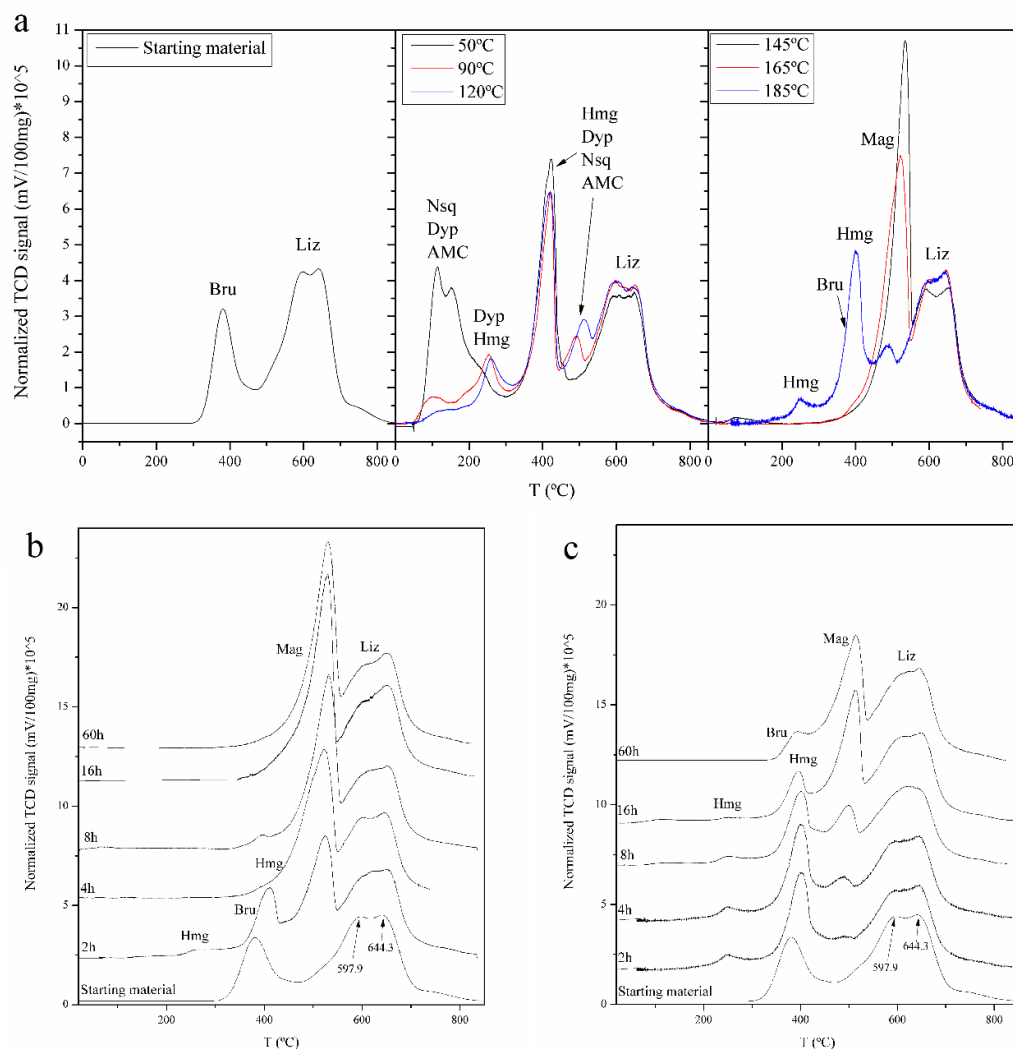 a
Normalized TCD signal (mV/100mg)*10^5
11
10
9
8
7
6
5
4
3
2
1
0
Starting material
Bru
Liz
0 200 400 600 800
50ºC
90ºC
120ºC
Nsq
Dyp
AMC
Dyp
Hmg
Hmg
Dyp
Nsq
AMC
Liz
0 200 400 600 800
145ºC
165ºC
185ºC
Mag
Hmg
Bru
Hmg
Liz
0 200 400 600 800
T (ºC)
b
Normalized TCD signal (mV/100mg)*10^5
20
15
10
5
0
Mag
Liz
60h
16h
8h
Hmg
4h
Bru
Hmg
2h
597.9
644.3
Starting material
0 200 400 600 800
T (ºC)
c
Normalized TCD signal (mV/100mg)*10^5
20
15
10
5
0
Mag
Liz
Bru
60h
Hmg
Hmg
16h
8h
4h
2h
597.9
644.3
Starting material
0 200 400 600 800
T (ºC)